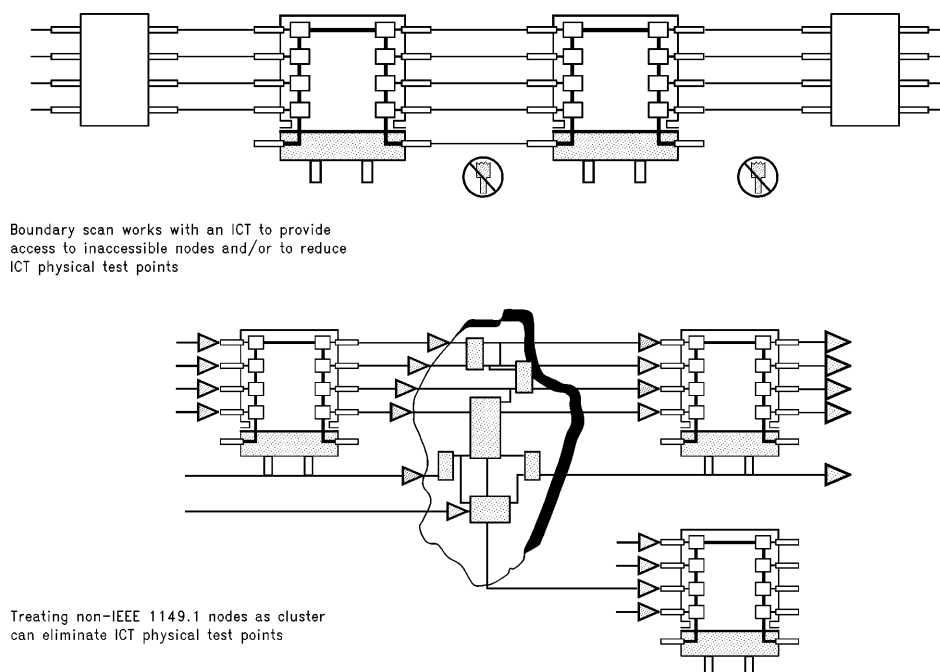 Boundary scan works with an ICT to provide
access to inaccessible nodes and/or to reduce
ICT physical test points
Treating non-IEEE 1149.1 nodes as cluster
can eliminate ICT physical test points